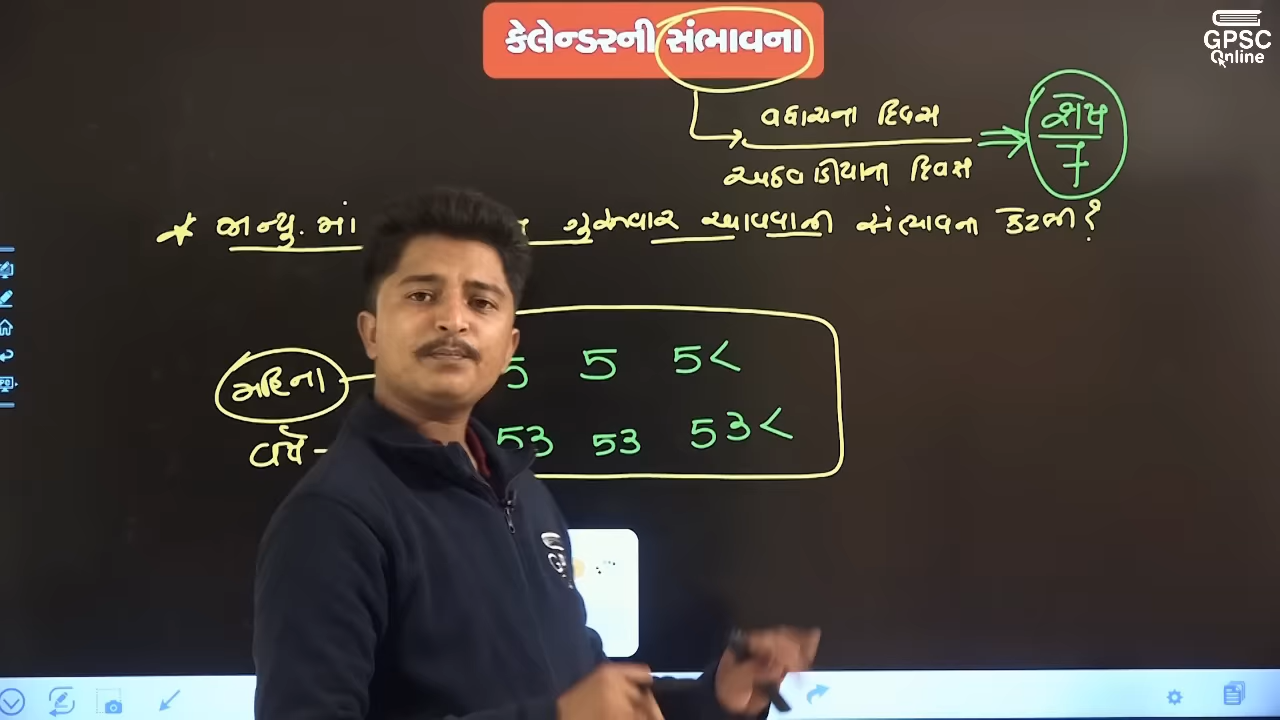 કેલેન્ડરની સંભાવના
GPSC
Online
વધારાના દિવસ
અઠવાડીયાના દિવસ
શેષ
7
* જાન્યુ. માં ગુરુવાર આવવાની સંભાવના કેટલી?
મહિના 5 5 5<
વર્ષ - 53 53 53<